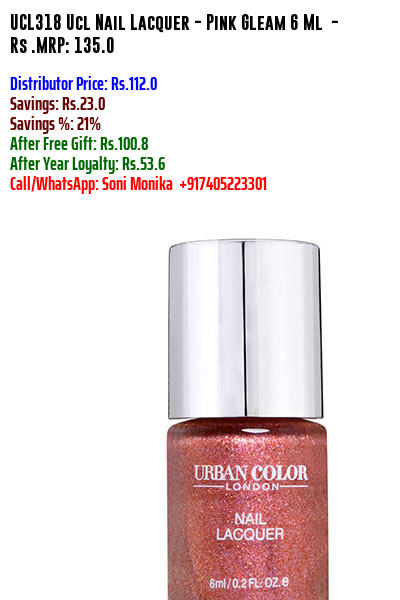 UCL318 Ucl Nail Lacquer - Pink Gleam 6 Ml -
Rs .MRP: 135.0
Distributor Price: Rs.112.0
Savings: Rs.23.0
Savings %: 21%
After Free Gift: Rs.100.8
After Year Loyalty: Rs.53.6
Call/WhatsApp: Soni Monika +917405223301
URBAN COLOR
LONDON
NAIL
LACQUER
6ml/0.2 FL. OZ. e